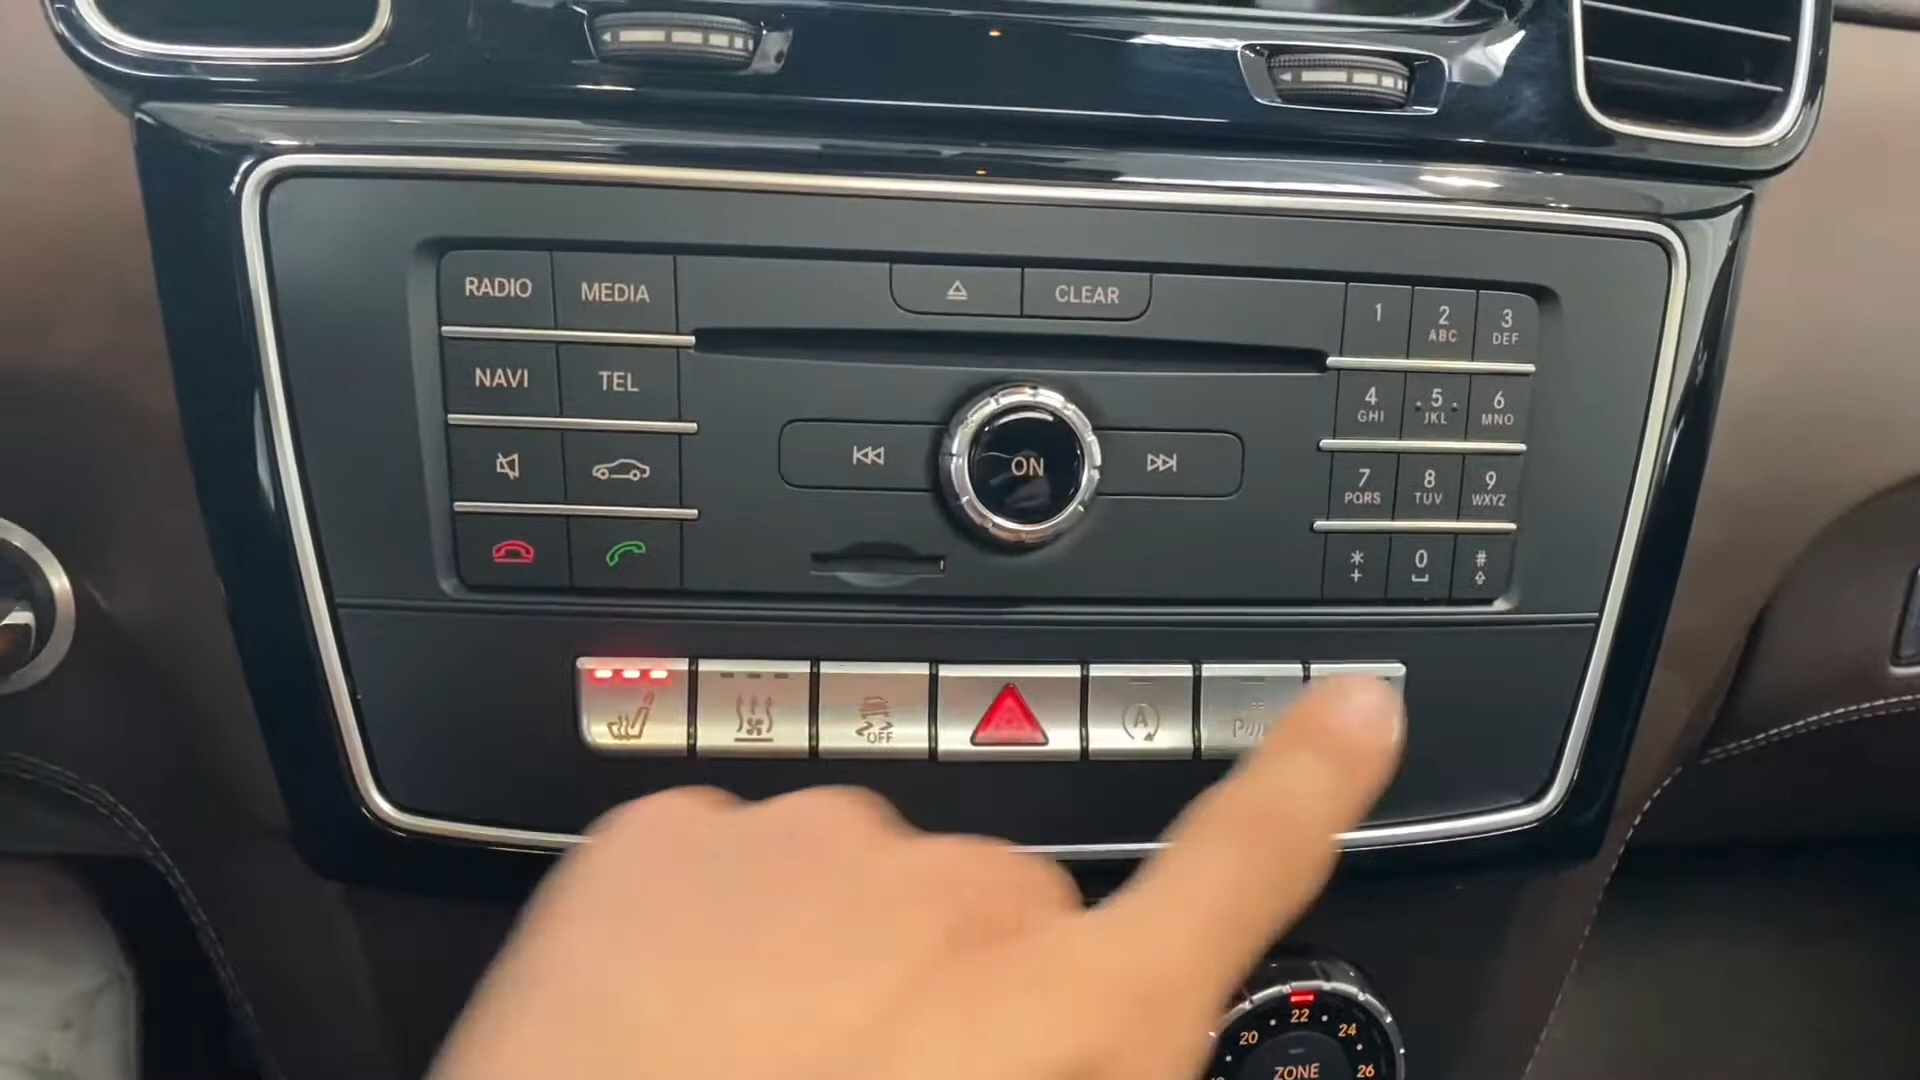 RADIO
MEDIA
CLEAR
NAVI
TEL
ON
1
2
ABC
3
DEF
4
GHI
5
JKL
6
MNO
7
PQRS
8
TUV
9
WXYZ
*
+
0
#
OFF
A
20
22
24
26
ZONE